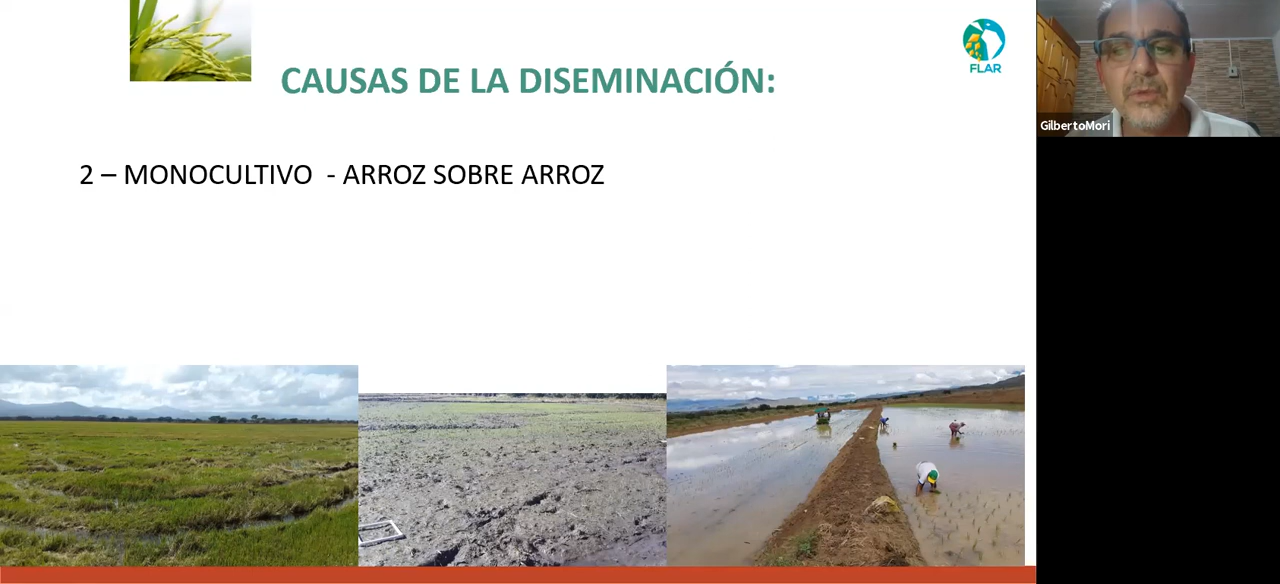 CAUSAS DE LA DISEMINACIÓN:
FLAR
GilbertoMori
2 – MONOCULTIVO - ARROZ SOBRE ARROZ